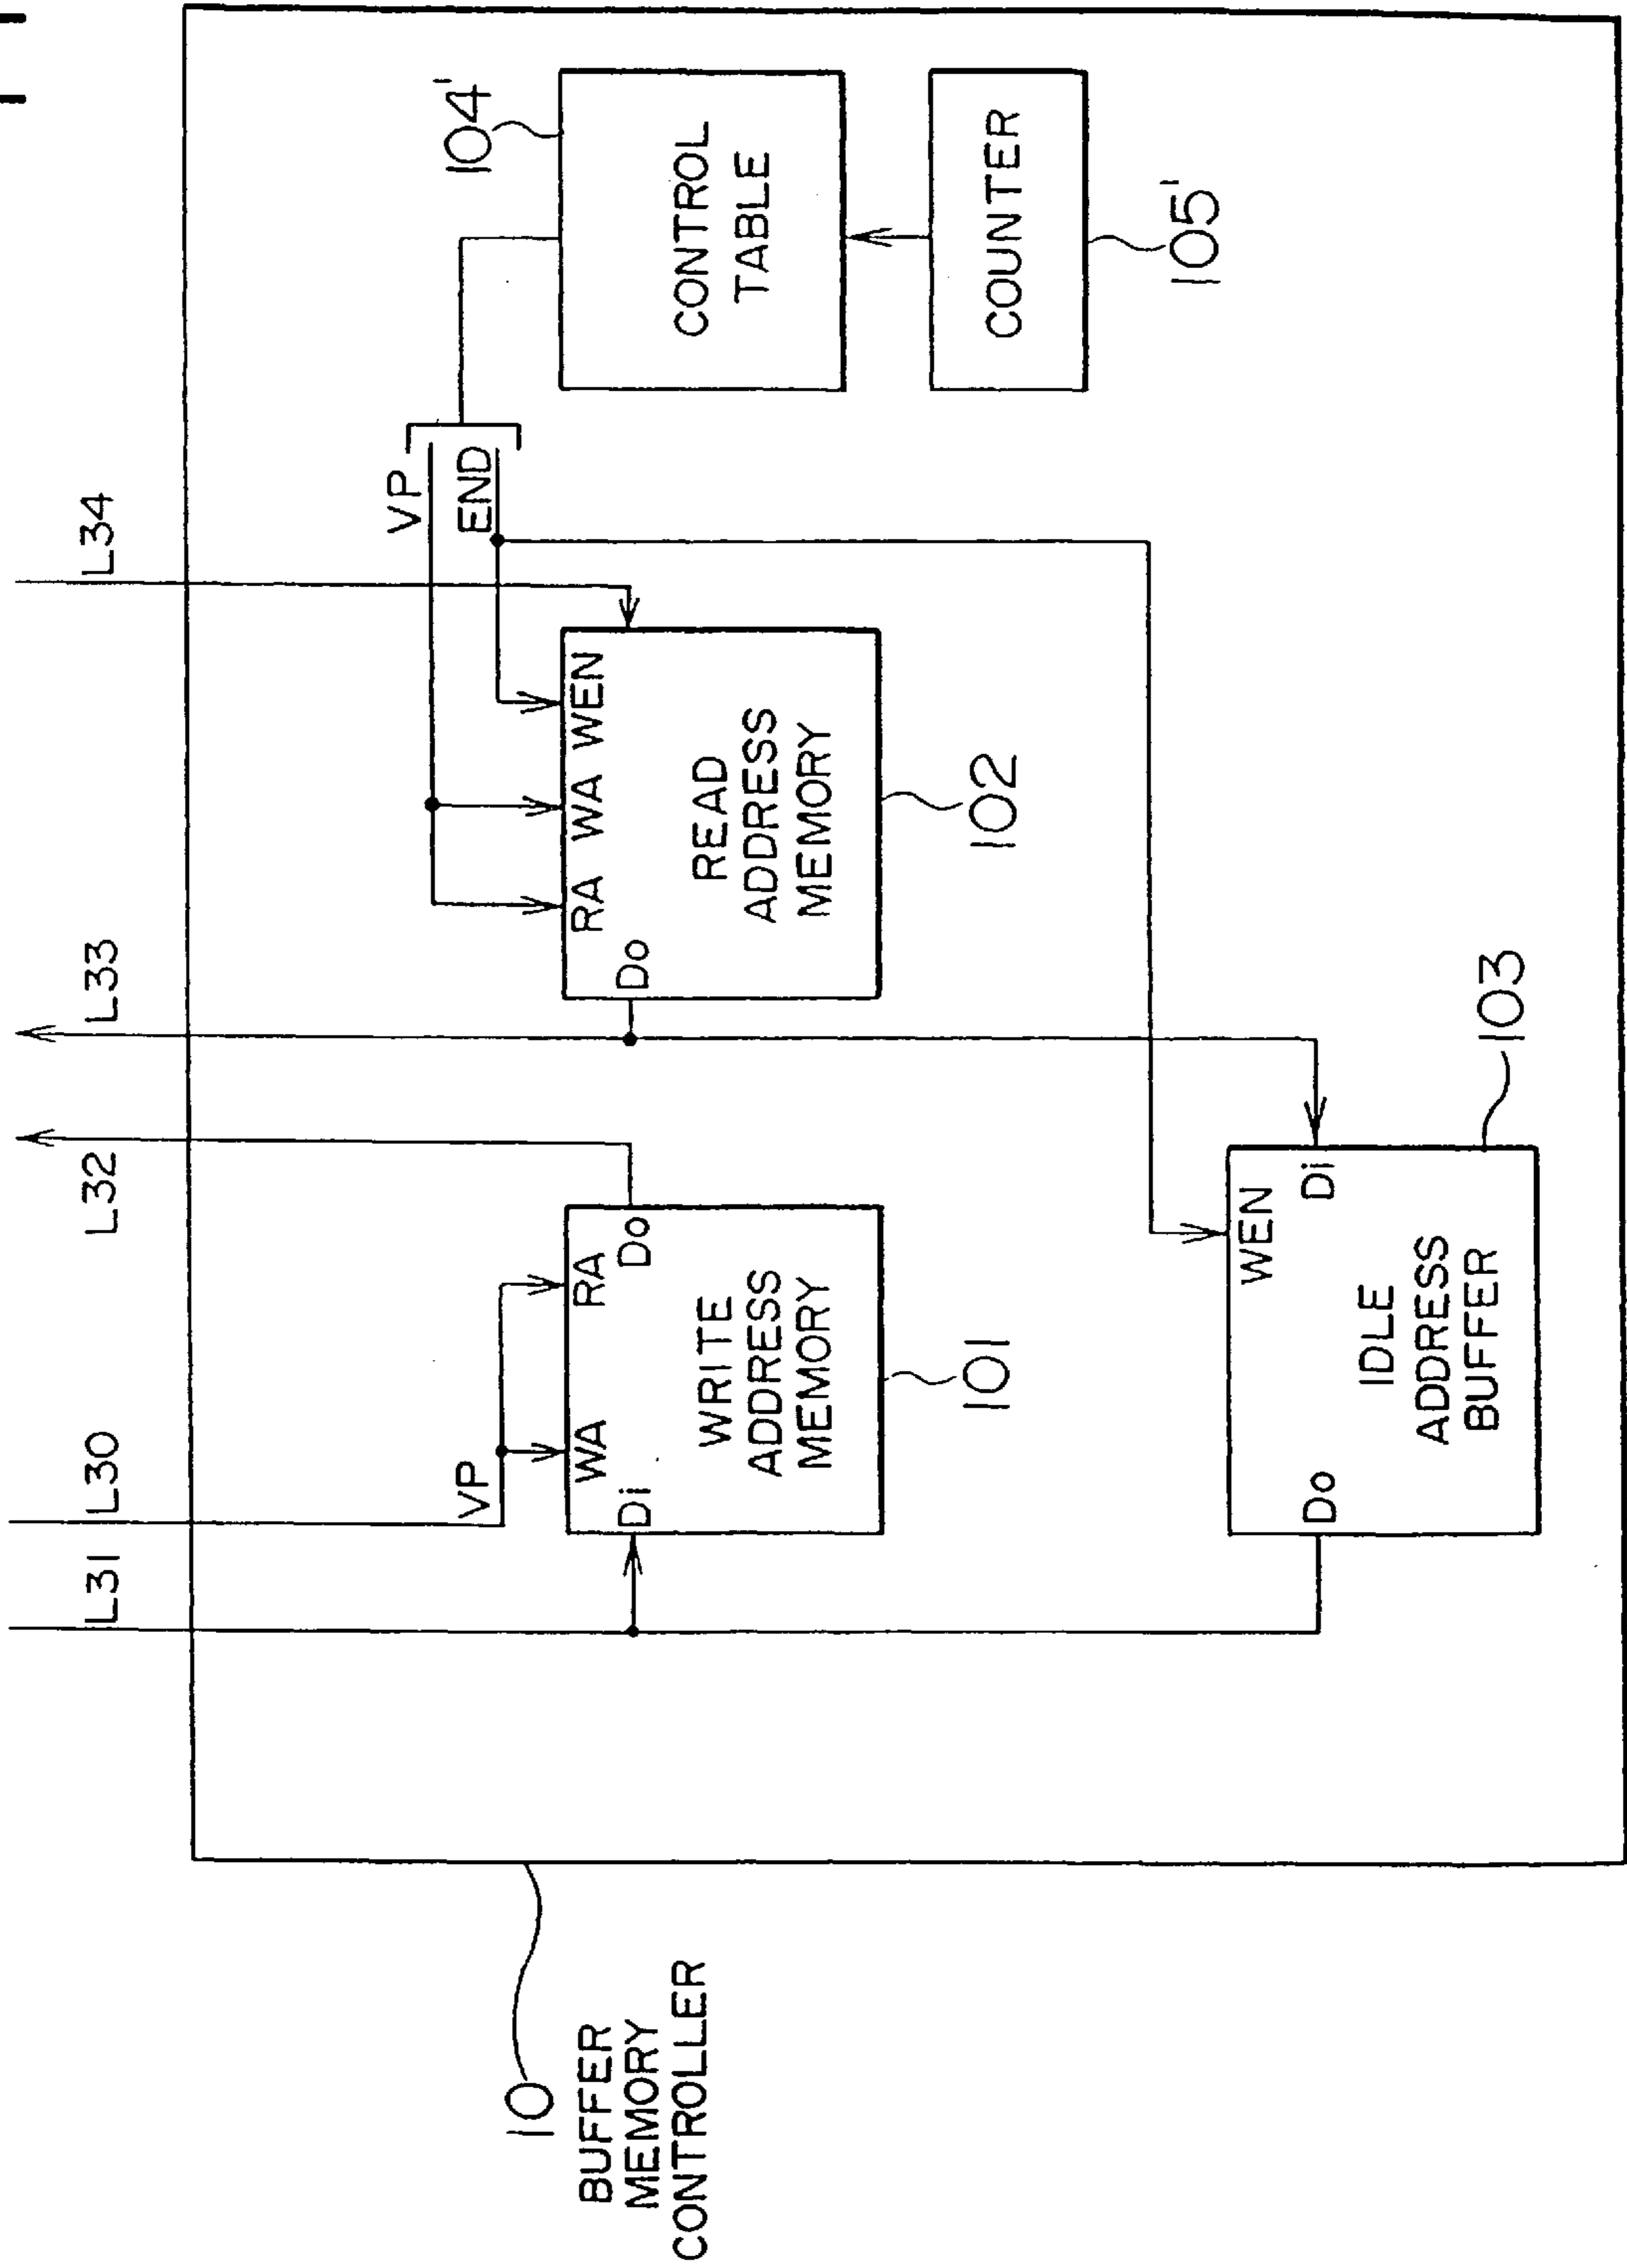 L31
L30
L32
L33
L34
10
BUFFER
MEMORY
CONTROLLER
VP
WA
RA
Di
Do
WRITE
ADDRESS
MEMORY
101
VP
END
RA
WA
WEN
Do
READ
ADDRESS
MEMORY
102
104'
CONTROL
TABLE
COUNTER
105'
WEN
Di
Do
IDLE
ADDRESS
BUFFER
103